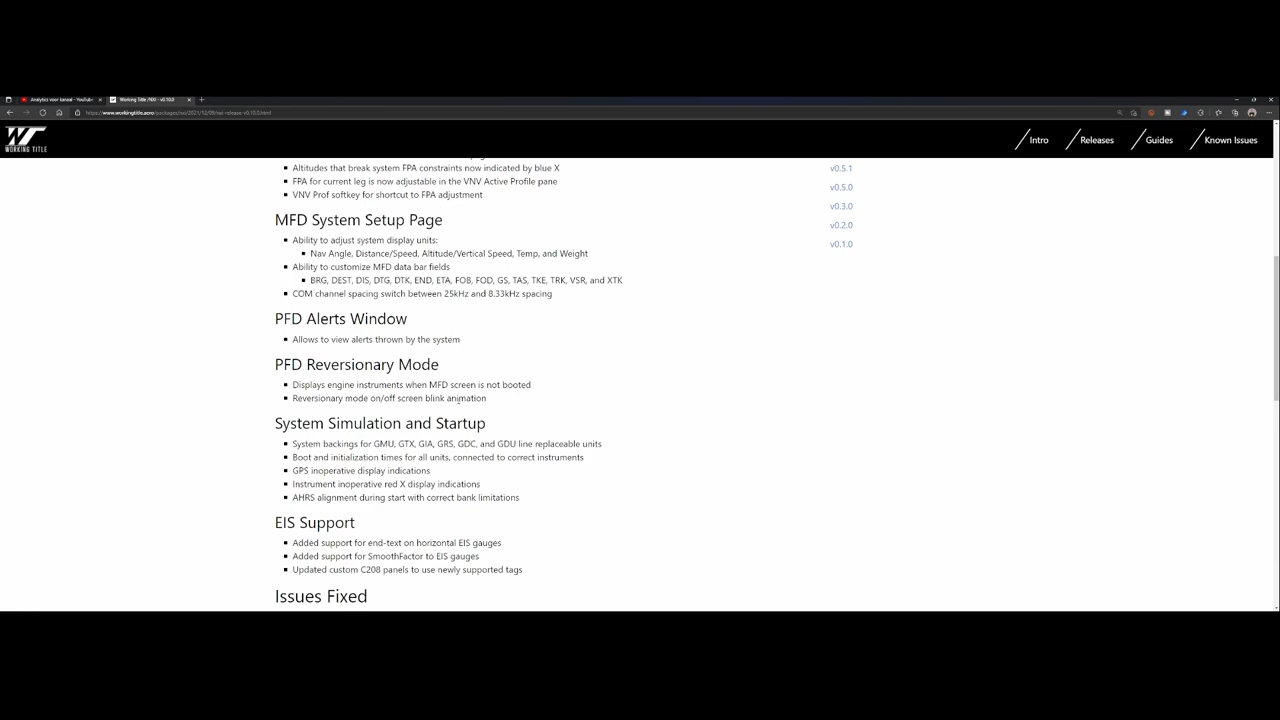 Analytics voor kanaal - YouTube
Working Title NXi - v0.10.0
WORKING TITLE
Intro
Releases
Guides
Known Issues
Altitudes that break system FPA constraints now indicated by blue X
FPA for current leg is now adjustable in the VNV Active Profile pane
VNV Prof softkey for shortcut to FPA adjustment
v0.5.1
v0.5.0
v0.3.0
v0.2.0
v0.1.0
MFD System Setup Page
Ability to adjust system display units:
Nav Angle, Distance/Speed, Altitude/Vertical Speed, Temp, and Weight
Ability to customize MFD data bar fields
BRG, DEST, DIS, DTG, DTK, END, ETA, FOB, FOD, GS, TAS, TKE, TRK, VSR, and XTK
COM channel spacing switch between 25kHz and 8.33kHz spacing
PFD Alerts Window
Allows to view alerts thrown by the system
PFD Reversionary Mode
Displays engine instruments when MFD screen is not booted
Reversionary mode on/off screen blink animation
System Simulation and Startup
System backings for GMU, GTX, GIA, GRS, GDC, and GDU line replaceable units
Boot and initialization times for all units, connected to correct instruments
GPS inoperative display indications
Instrument inoperative red X display indications
AHRS alignment during start with correct bank limitations
EIS Support
Added support for end-text on horizontal EIS gauges
Added support for SmoothFactor to EIS gauges
Updated custom C208 panels to use newly supported tags
Issues Fixed